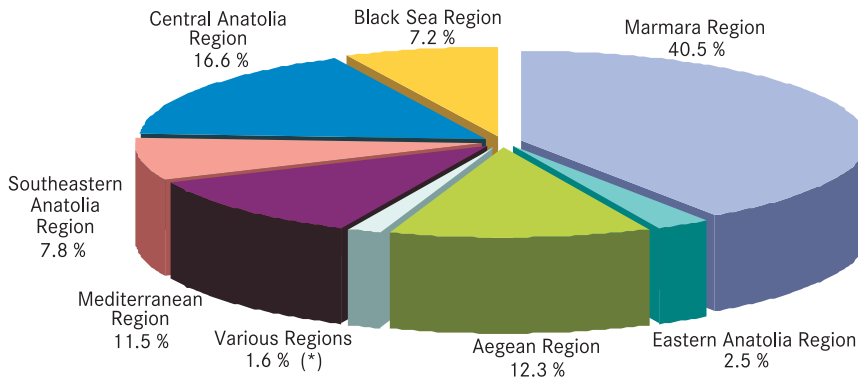 Central Anatolia
Region
16.6 %
Black Sea Region
7.2 %
Marmara Region
40.5 %
Southeastern
Anatolia
Region
7.8 %
Mediterranean
Region
11.5 %
Various Regions
1.6 % (*)
Aegean Region
12.3 %
Eastern Anatolia Region
2.5 %